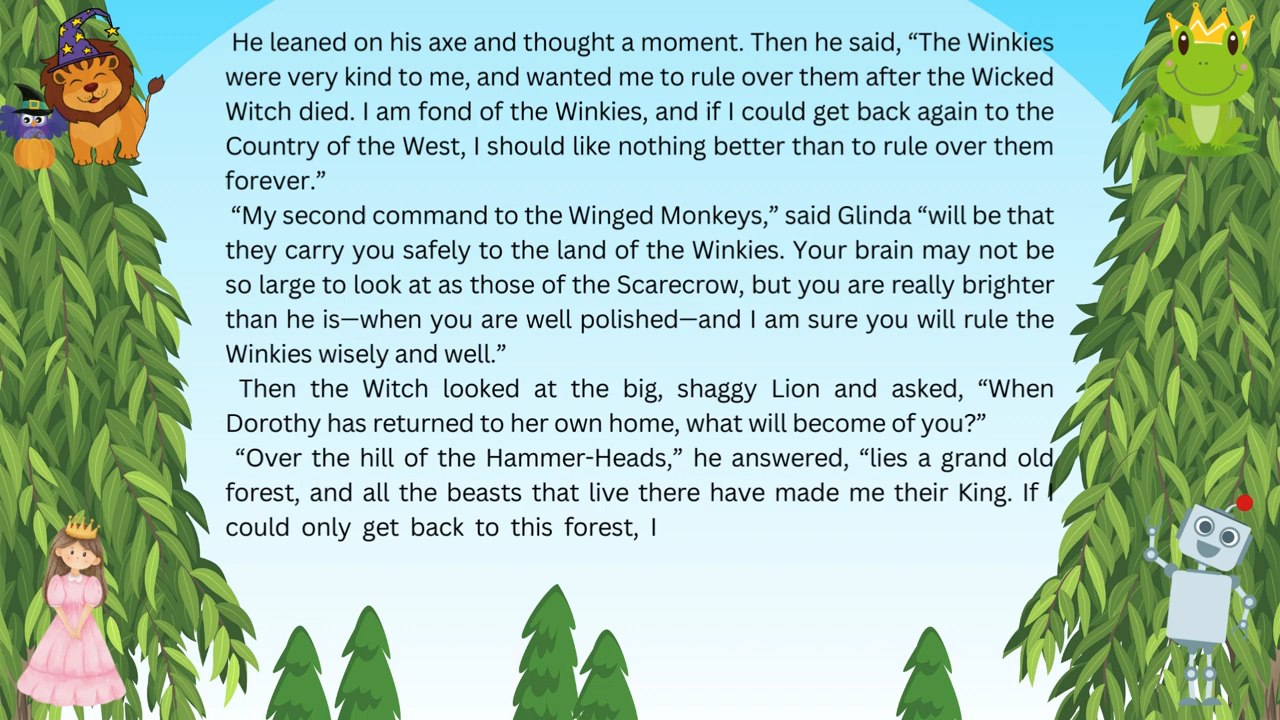 He leaned on his axe and thought a moment. Then he said, “The Winkies
were very kind to me, and wanted me to rule over them after the Wicked
Witch died. I am fond of the Winkies, and if I could get back again to the
Country of the West, I should like nothing better than to rule over them
forever.”
“My second command to the Winged Monkeys,” said Glinda “will be that
they carry you safely to the land of the Winkies. Your brain may not be
so large to look at as those of the Scarecrow, but you are really brighter
than he is—when you are well polished—and I am sure you will rule the
Winkies wisely and well.”
Then the Witch looked at the big, shaggy Lion and asked, “When
Dorothy has returned to her own home, what will become of you?”
“Over the hill of the Hammer-Heads,” he answered, “lies a grand old
forest, and all the beasts that live there have made me their King. If I
could only get back to this forest, I